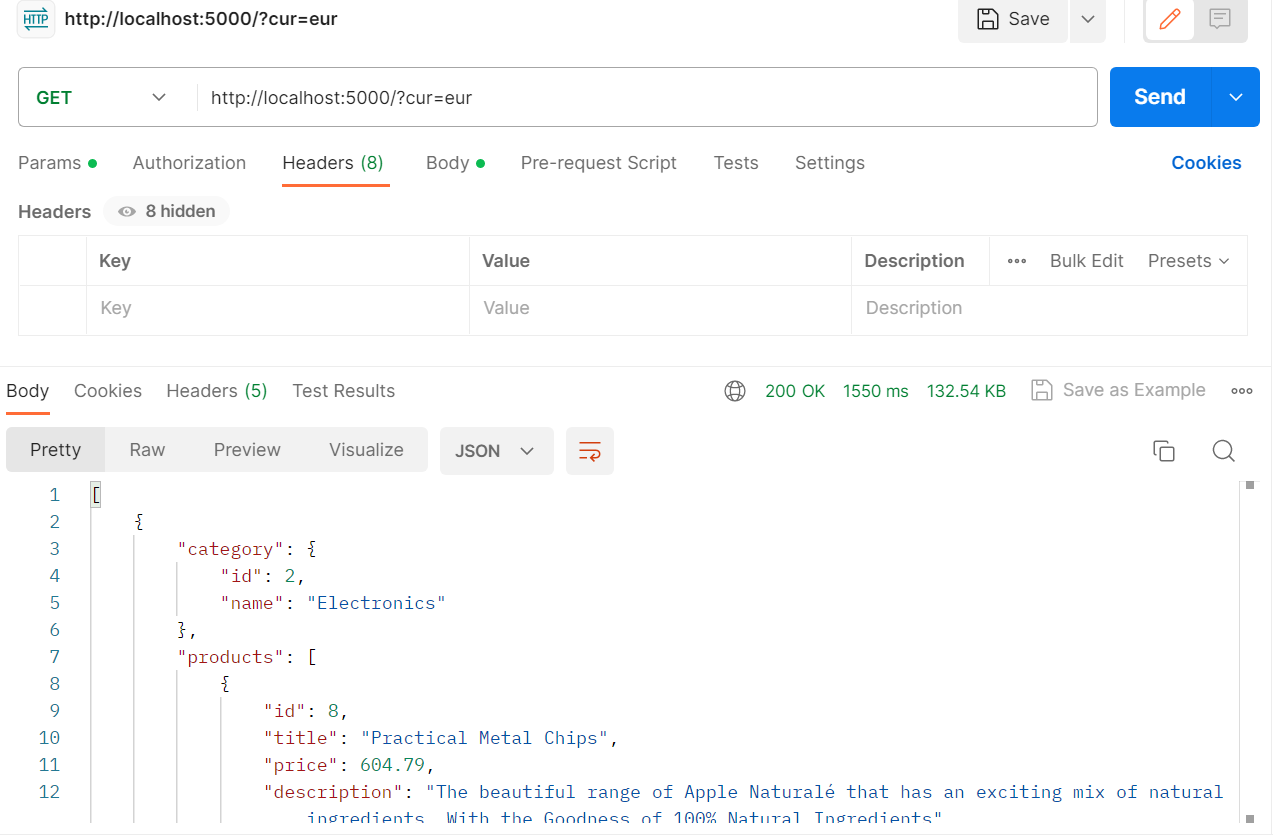 HTTP http://localhost:5000/?cur=eur Save
GET http://localhost:5000/?cur=eur Send
Params Authorization Headers (8) Body Pre-request Script Tests Settings Cookies
Headers 8 hidden
Key Value Description Bulk Edit Presets
Key Value Description
Body Cookies Headers (5) Test Results 200 OK 1550 ms 132.54 KB Save as Example
Pretty Raw Preview Visualize JSON
1 [
2 {
3 "category": {
4 "id": 2,
5 "name": "Electronics"
6 },
7 "products": [
8 {
9 "id": 8,
10 "title": "Practical Metal Chips",
11 "price": 604.79,
12 "description": "The beautiful range of Apple Naturalé that has an exciting mix of natural
ingredients. With the Goodness of 100% Natural Ingredients"